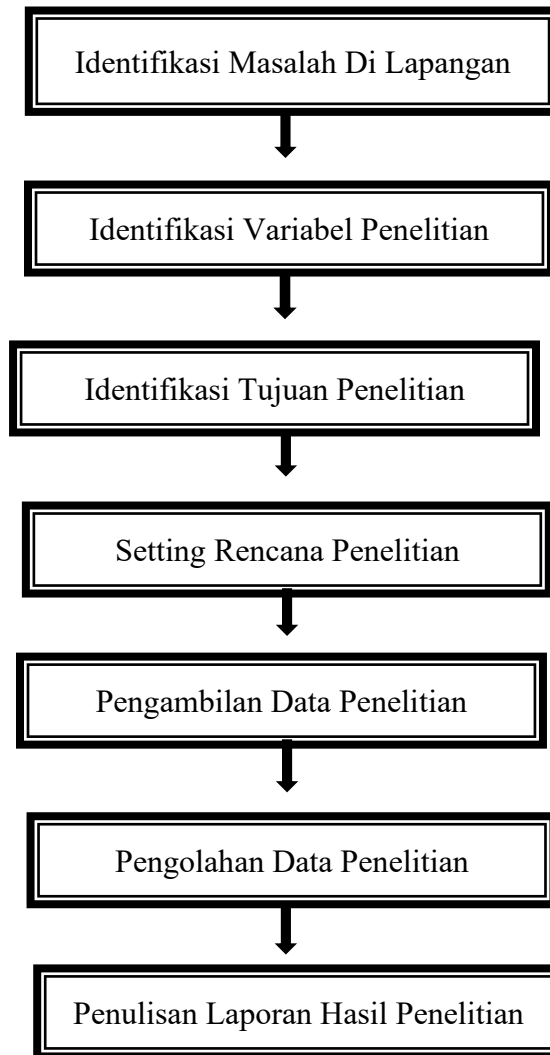 Identifikasi Masalah Di Lapangan
Identifikasi Variabel Penelitian
Identifikasi Tujuan Penelitian
Setting Rencana Penelitian
Pengambilan Data Penelitian
Pengolahan Data Penelitian
Penulisan Laporan Hasil Penelitian